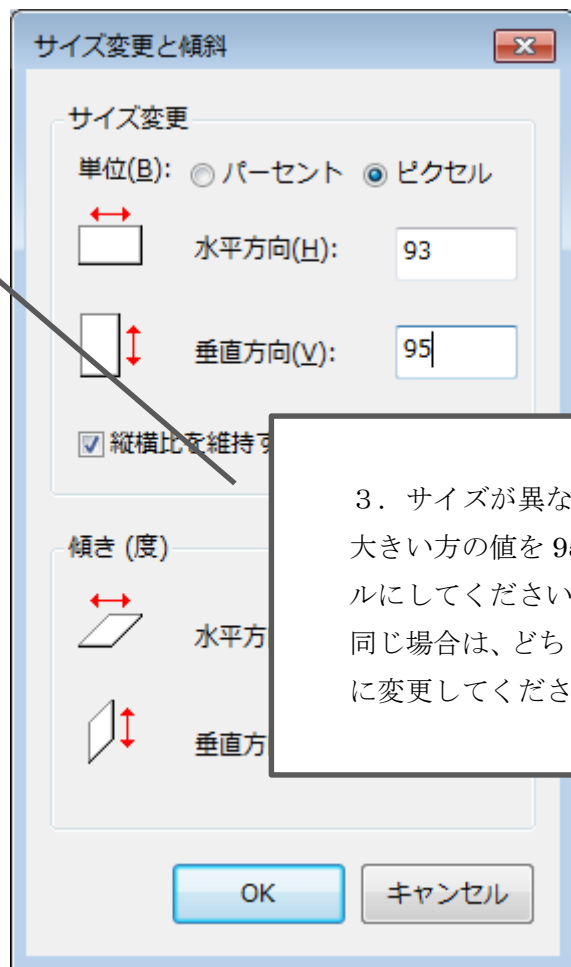 サイズ変更と傾斜
サイズ変更
単位(B): パーセント ピクセル
水平方向(H): 93
垂直方向(V): 95
縦横比を維持す
３．サイズが異な
大きい方の値を 9
ルにしてください
同じ場合は、どち
に変更してくださ
傾き (度)
水平方
垂直方
OK キャンセル